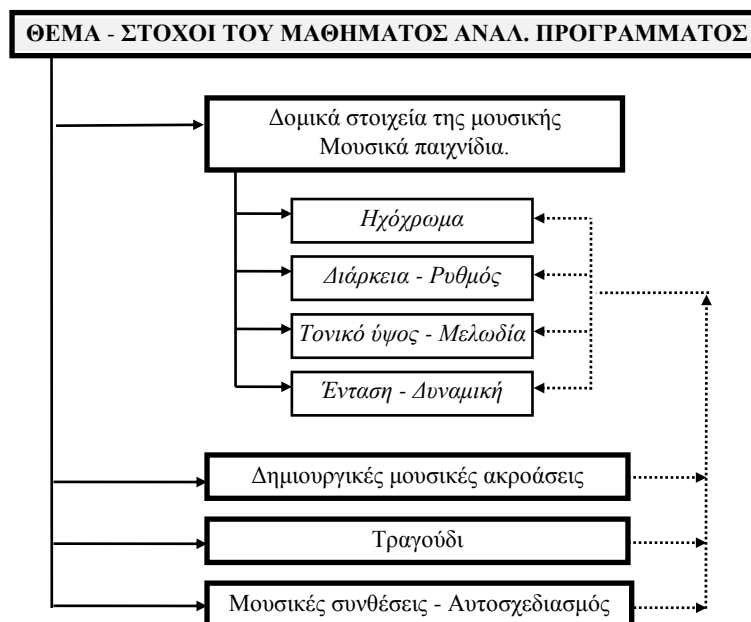 ΘΕΜΑ - ΣΤΟΧΟΙ ΤΟΥ ΜΑΘΗΜΑΤΟΣ ΑΝΑΛ. ΠΡΟΓΡΑΜΜΑΤΟΣ
Δομικά στοιχεία της μουσικής
Μουσικά παιχνίδια.
Ηχόχρωμα
Διάρκεια - Ρυθμός
Τονικό ύψος - Μελωδία
Ένταση - Δυναμική
Δημιουργικές μουσικές ακροάσεις
Τραγούδι
Μουσικές συνθέσεις - Αυτοσχεδιασμός